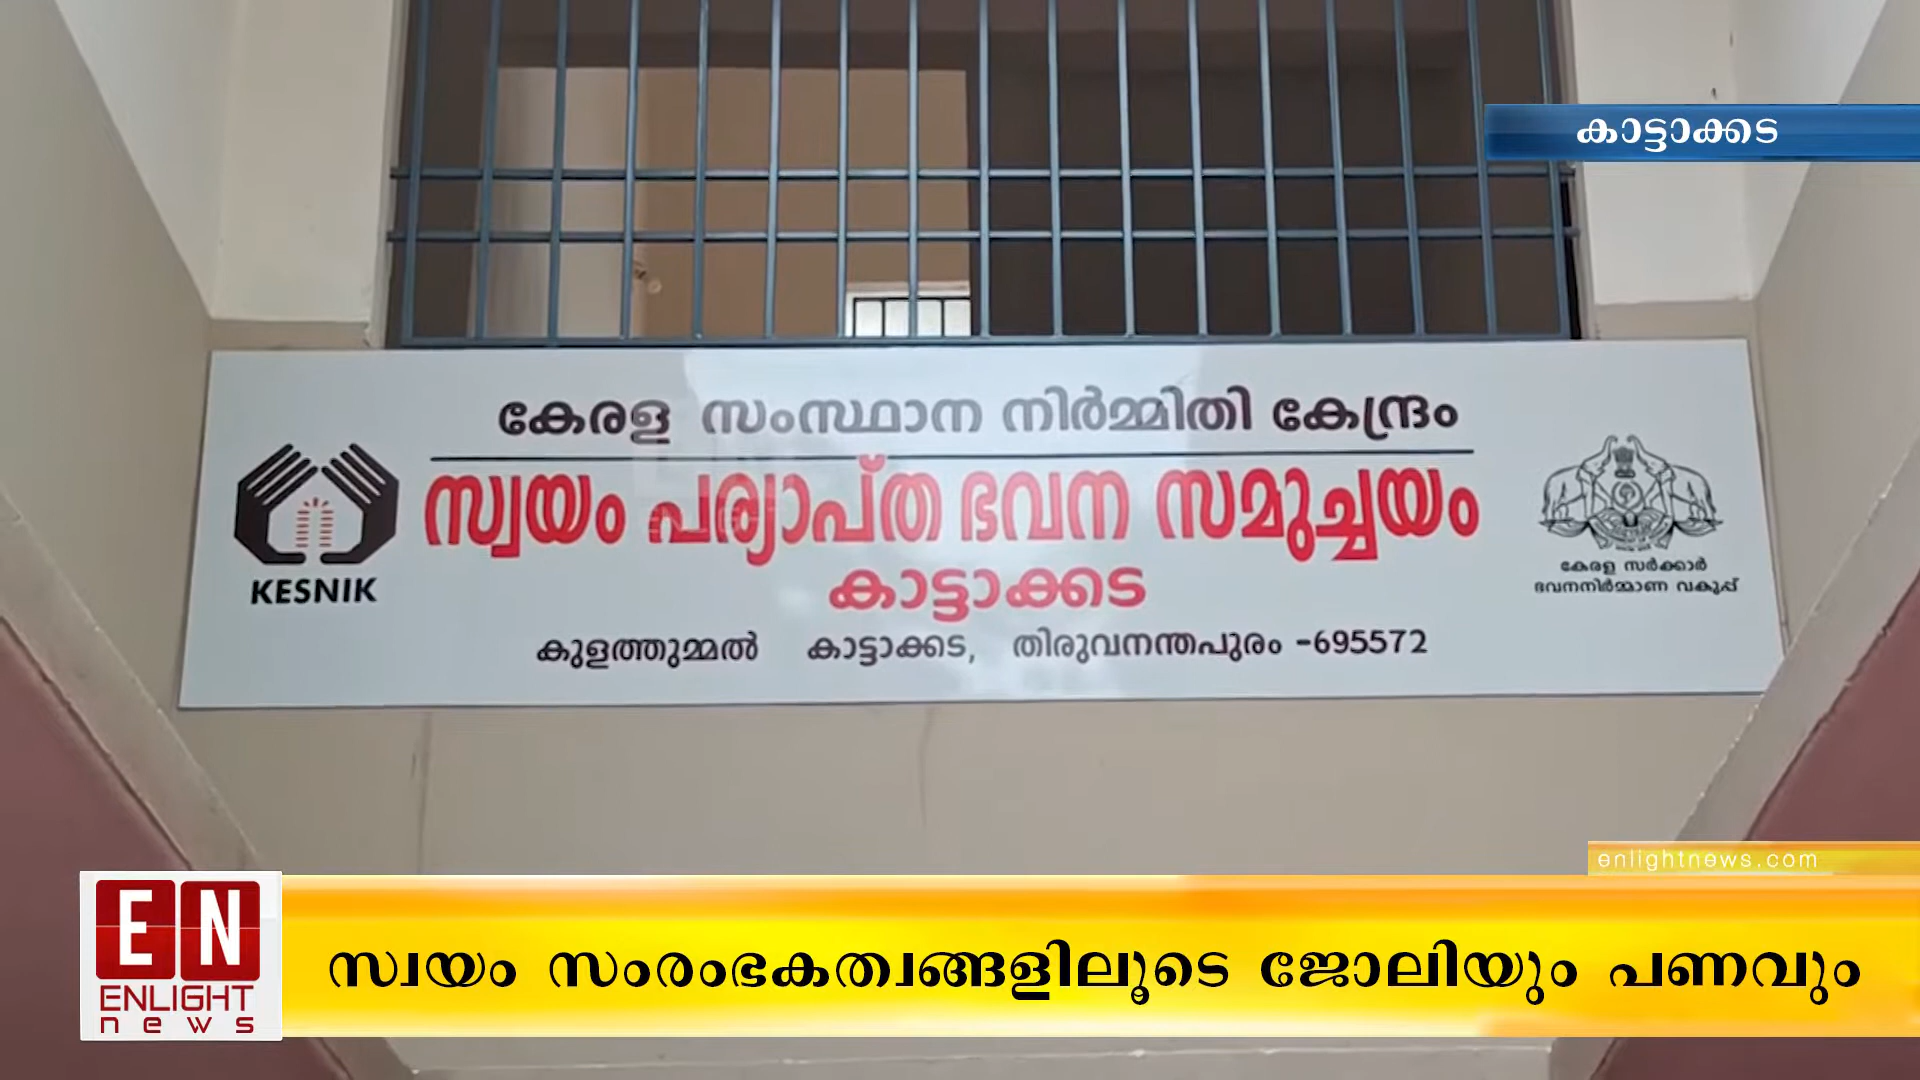 കാട്ടാക്കട
കേരള സംസ്ഥാന നിർമ്മിതി കേന്ദ്രം
സ്വയം പര്യാപ്ത ഭവന സമുച്ചയം
കാട്ടാക്കട
കുളത്തുമ്മൽ കാട്ടാക്കട, തിരുവനന്തപുരം -695572
KESNIK
കേരള സർക്കാർ
ഭവനനിർമ്മാണ വകുപ്പ്
enlightnews.com
EN
ENLIGHT
news
സ്വയം സംരംഭകത്വങ്ങളിലൂടെ ജോലിയും പണവും